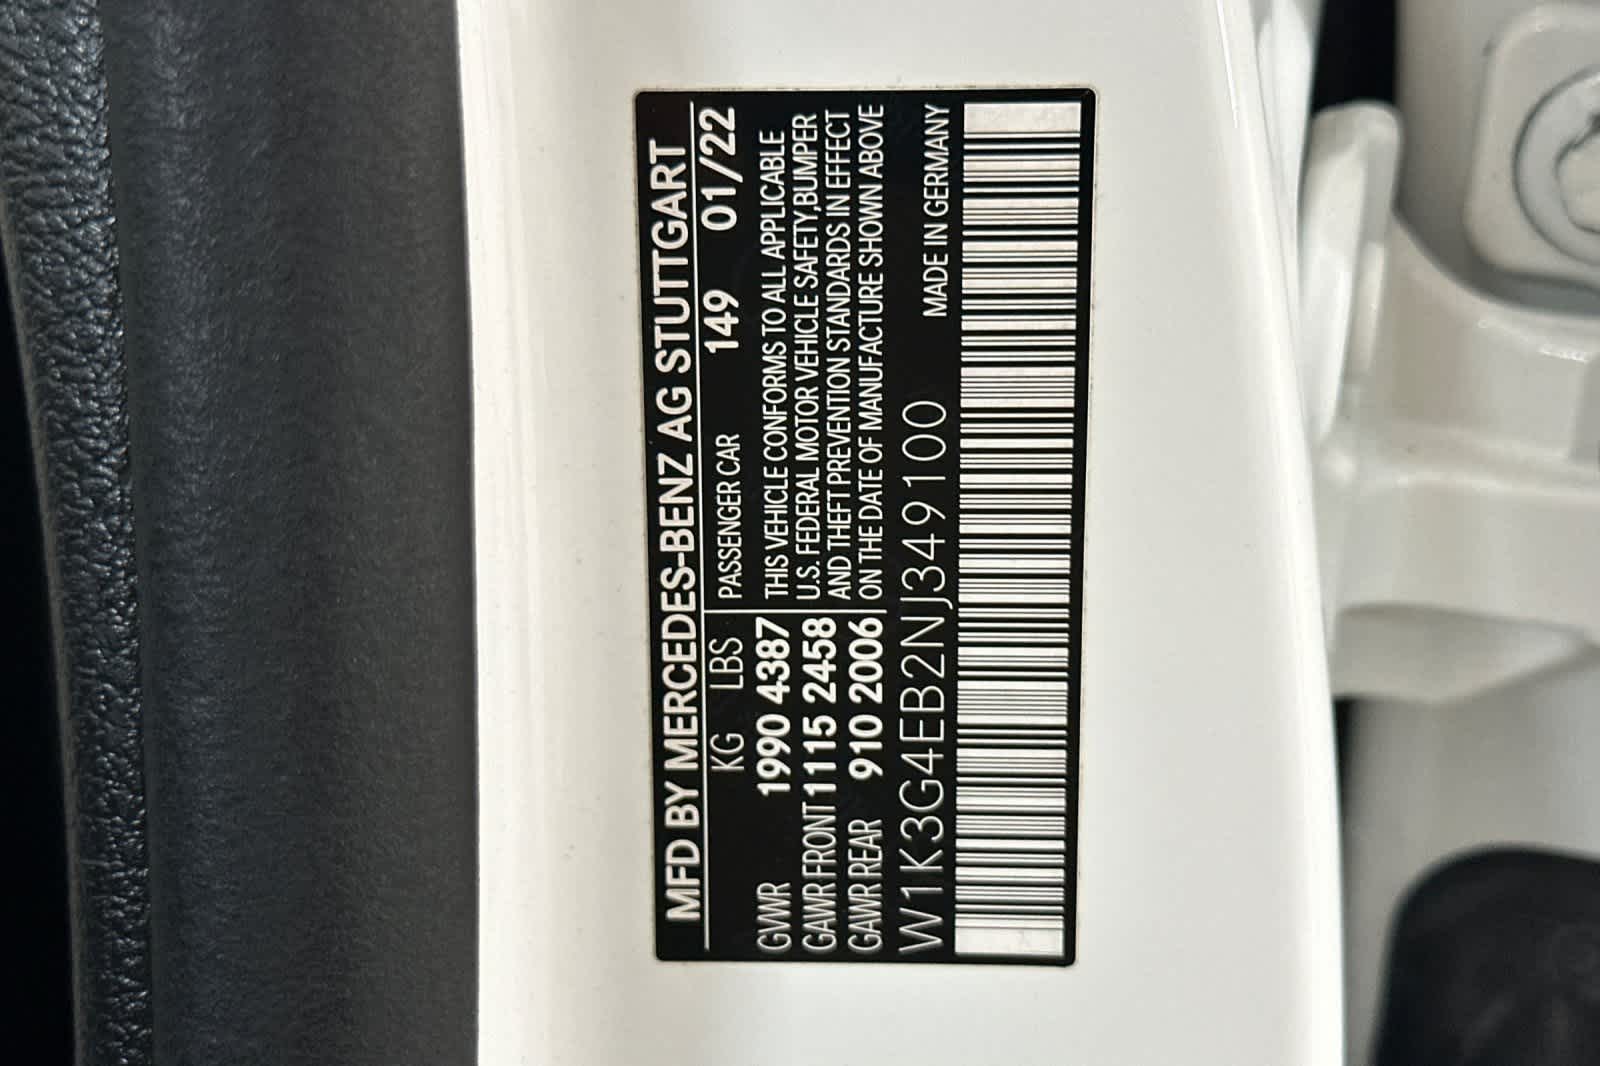 MFD BY MERCEDES-BENZ AG STUTTGART
KG LBS PASSENGER CAR 149 01/22
GVWR 1990 4387 THIS VEHICLE CONFORMS TO ALL APPLICABLE
U.S. FEDERAL MOTOR VEHICLE SAFETY,BUMPER
GAWR FRONT 1115 2458 AND THEFT PREVENTION STANDARDS IN EFFECT
GAWR REAR 910 2006 ON THE DATE OF MANUFACTURE SHOWN ABOVE
W1K3G4EB2NJ349100 MADE IN GERMANY